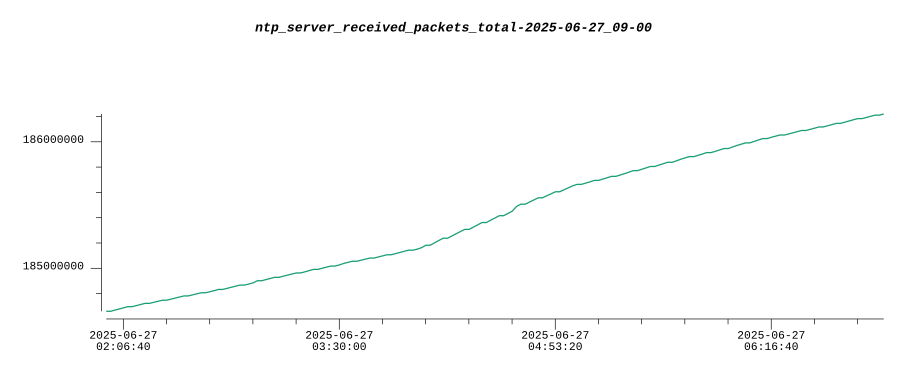 ntp_server_received_packets_total-2025-06-27_09-00
186000000
185000000
2025-06-27 2025-06-27 2025-06-27 2025-06-27
02:06:40 03:30:00 04:53:20 06:16:40